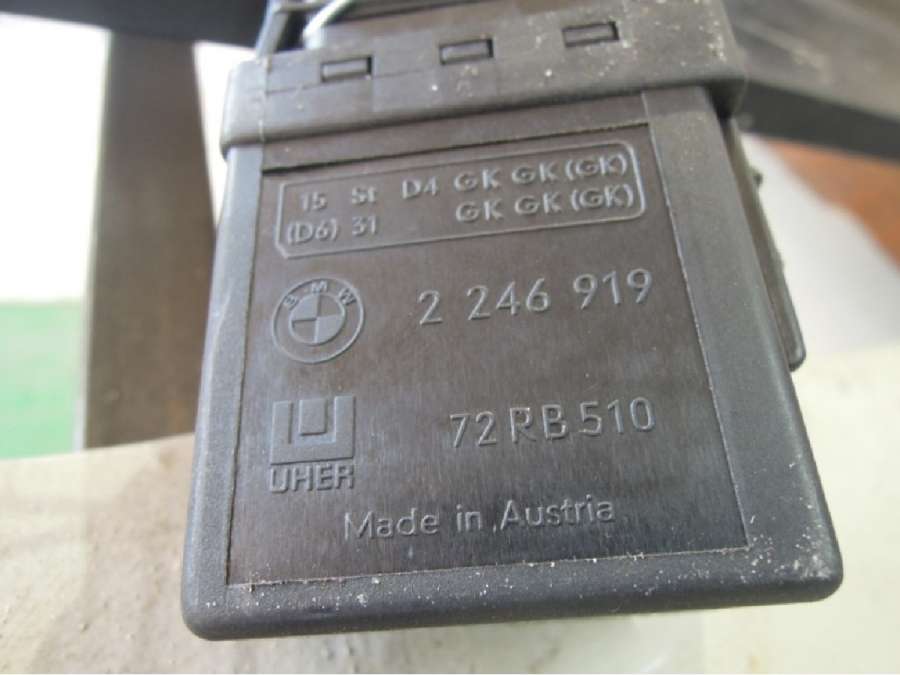 15 St D4 GK GK (GK)
(D6) 31 GK GK (GK)
BMW
2 246 919
UHER
72 RB 510
Made in Austria